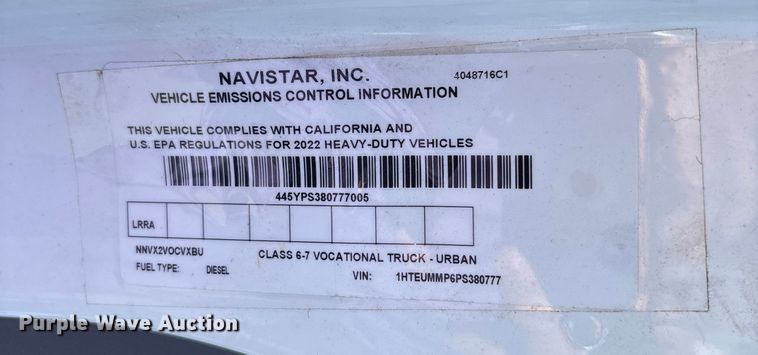 NAVISTAR, INC. 4048716C1
VEHICLE EMISSIONS CONTROL INFORMATION
THIS VEHICLE COMPLIES WITH CALIFORNIA AND
U.S. EPA REGULATIONS FOR 2022 HEAVY-DUTY VEHICLES
445YPS380777005
LRRA
NNVX2VOCVXBU CLASS 6-7 VOCATIONAL TRUCK - URBAN
FUEL TYPE: DIESEL VIN: 1HTEUMMP6PS380777
Purple Wave Auction